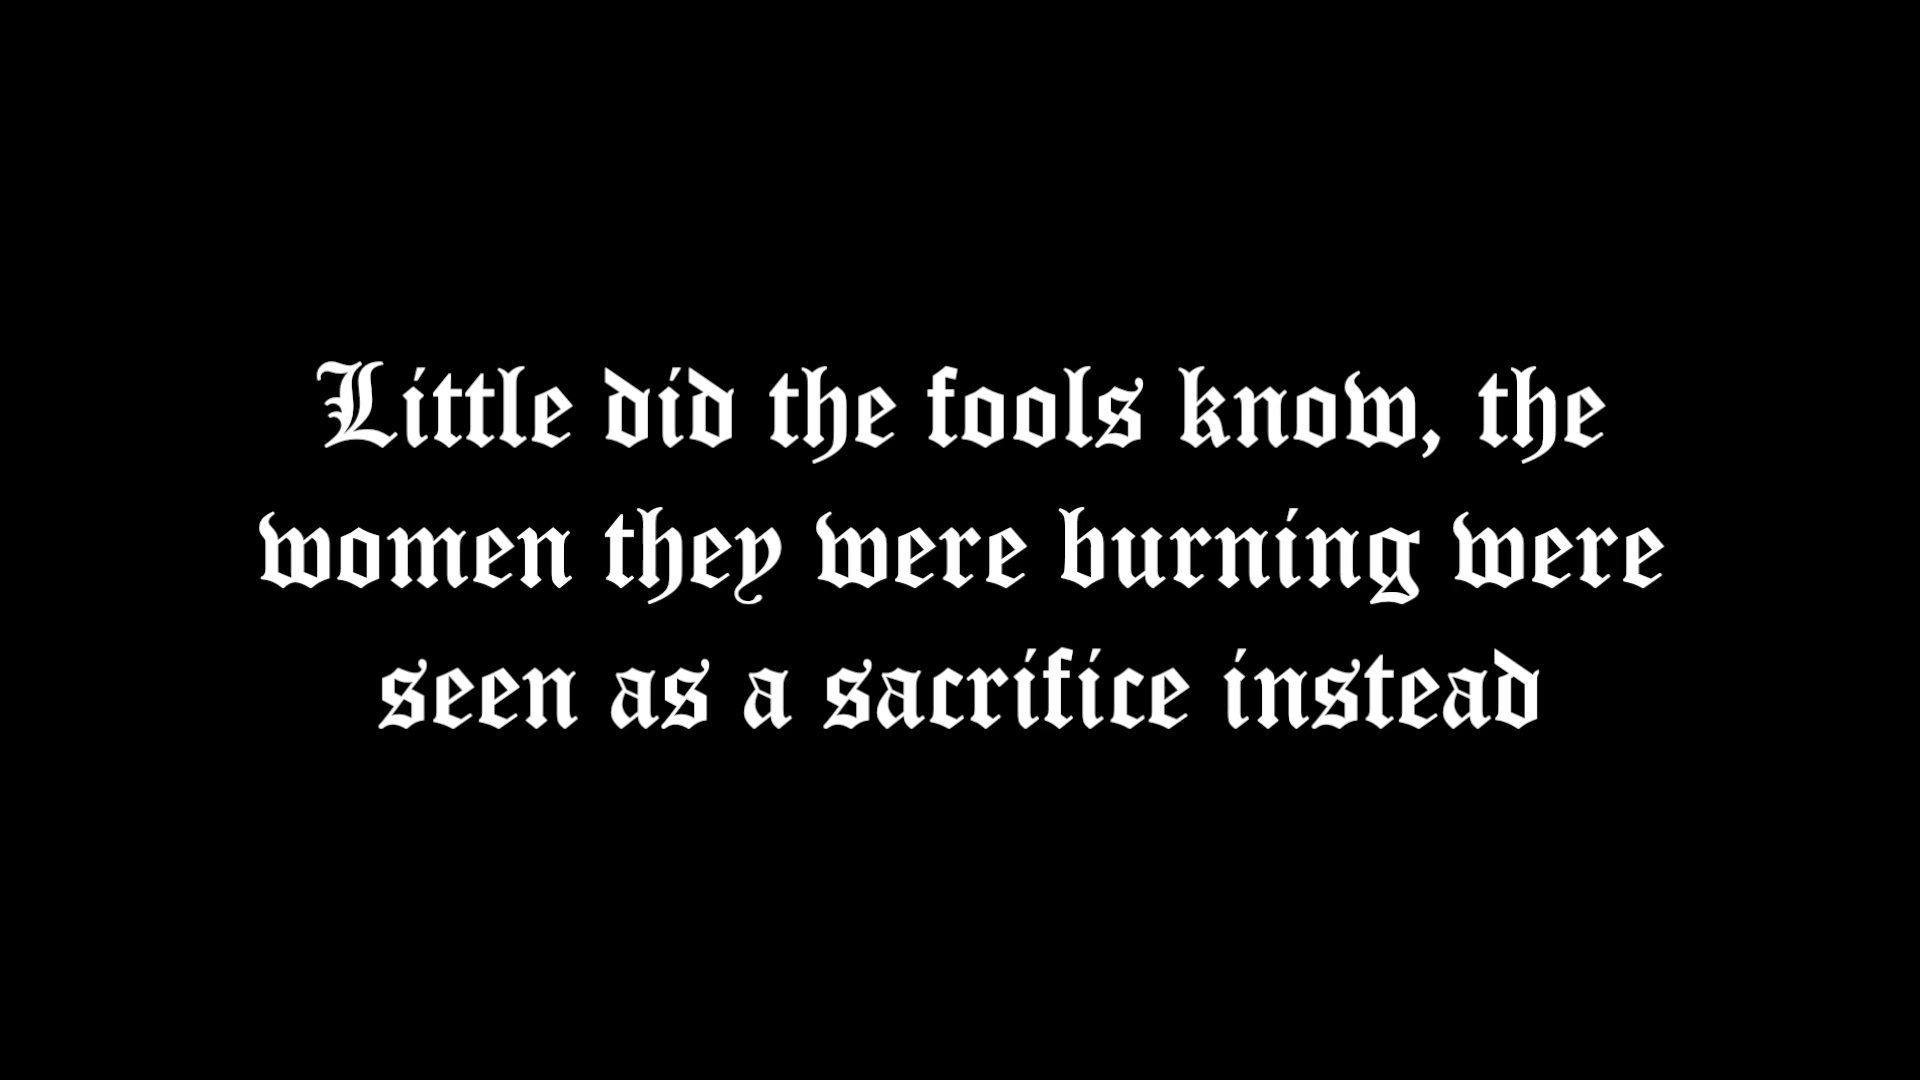 Little did the fools know, the
women they were burning were
seen as a sacrifice instead